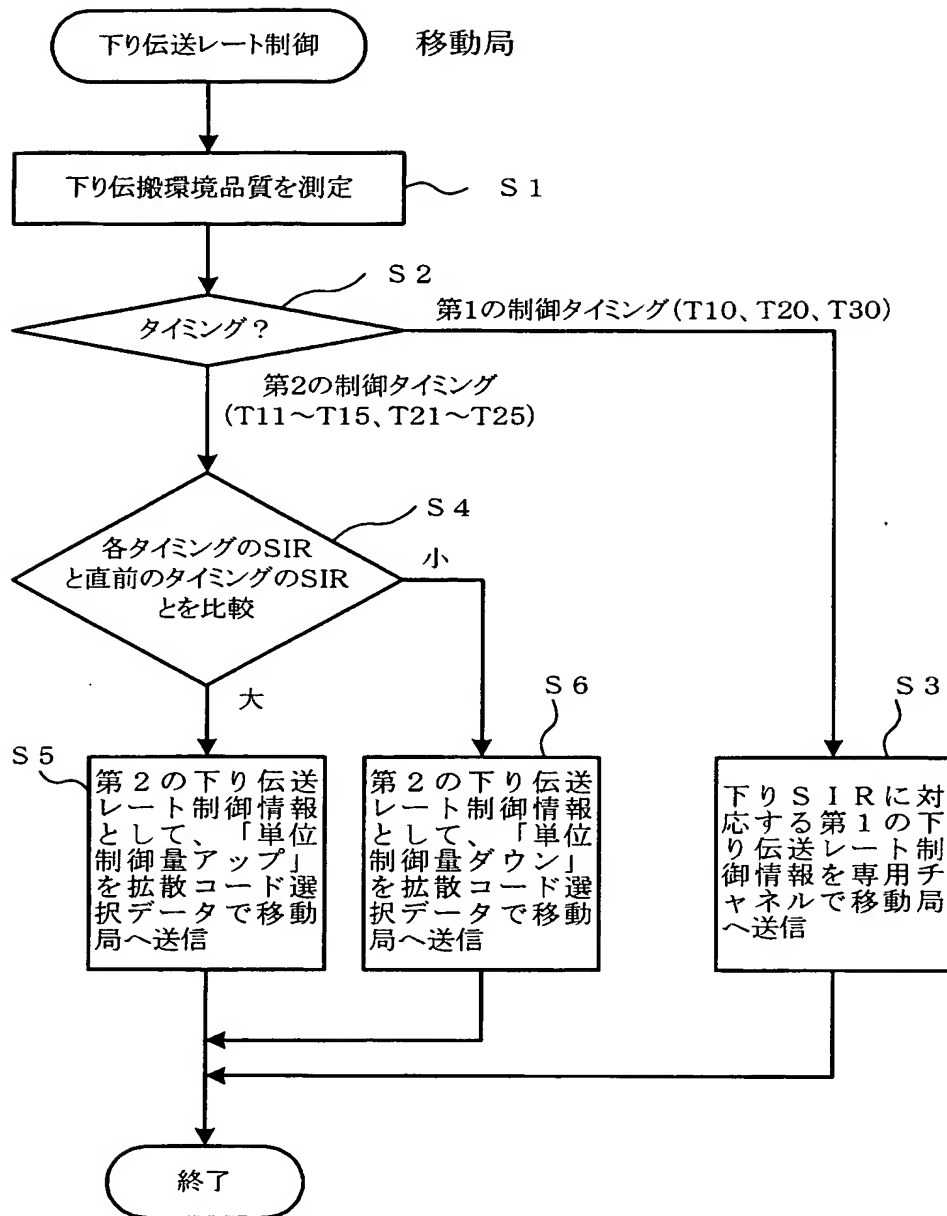 下り伝送レート制御
移動局
下り伝搬環境品質を測定
S1
S2
タイミング？
第1の制御タイミング(T10、T20、T30)
第2の制御タイミング
(T11～T15、T21～T25)
S4
各タイミングのSIR
と直前のタイミングのSIR
とを比較
小
大
S5
第２の下り伝送
レート制御情報
として、「単位
制御量アップ」
を拡散コード選
択データで移動
局へ送信
S6
第２の下り伝送
レート制御情報
として、「単位
制御量ダウン」
を拡散コード選
択データで移動
局へ送信
S3
下りSIRに対
応する第1の下
り伝送レート制
御情報を専用チ
ャネルで移動局
へ送信
終了